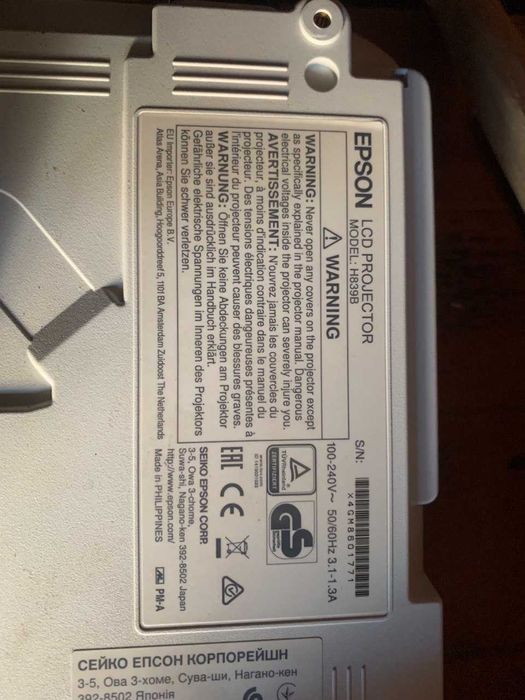 EPSON LCD PROJECTOR
MODEL: H839B
WARNING
WARNING: Never open any covers on the projector except
as specifically explained in the projector manual. Dangerous
electrical voltages inside the projector can severely injure you.
AVERTISSEMENT: N'ouvrez jamais les couvercles du
projecteur, à moins d'indication contraire dans le manuel du
projecteur. Des tensions électriques dangereuses présentes à
l'intérieur du projecteur peuvent causer des blessures graves.
WARNUNG: Öffnen Sie keine Abdeckungen am Projektor
außer sie sind ausdrücklich im Handbuch erklärt.
Gefährliche elektrische Spannungen im Inneren des Projektors
können Sie schwer verletzen.
EU Importer: Epson Europe B.V.
Atlas Arena, Asia Building, Hoogoorddreef 5, 1101 BA Amsterdam Zuidoost The Netherlands
S/N:
X4GM8601771
100-240V~ 50/60Hz 3.1-1.3A
TÜVRheinland
ZERTIFIZIERT
GS
EAC CE
SEIKO EPSON CORP.
3-5, Owa 3-chome,
Suwa-shi, Nagano-ken 392-8502 Japan
http://www.epson.com/
Made in PHILIPPINES
PM-A
СЕЙКО ЕПСОН КОРПОРЕЙШН
3-5, Ова 3-хоме, Сува-ши, Нагано-кен
392-8502 Японія